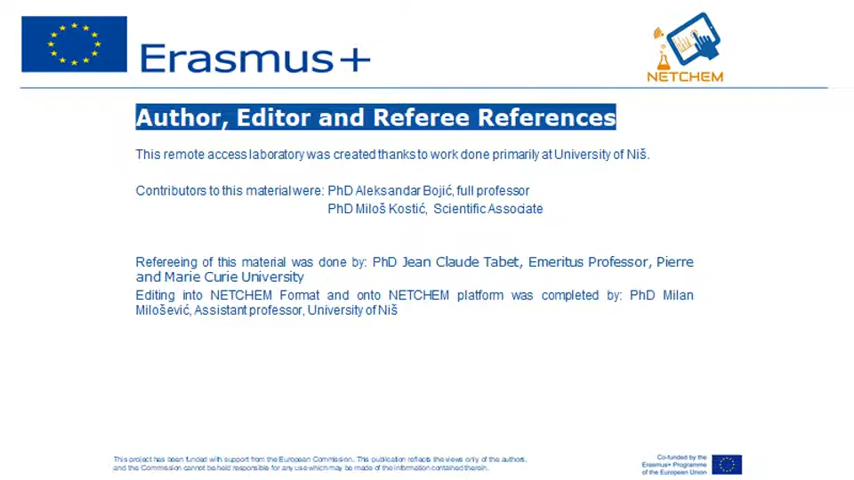 Erasmus+
NETCHEM
Author, Editor and Referee References
This remote access laboratory was created thanks to work done primarily at University of Niš.
Contributors to this material were: PhD Aleksandar Bojić, full professor
PhD Miloš Kostić, Scientific Associate
Refereeing of this material was done by: PhD Jean Claude Tabet, Emeritus Professor, Pierre
and Marie Curie University
Editing into NETCHEM Format and onto NETCHEM platform was completed by: PhD Milan
Milošević, Assistant professor, University of Niš
This project has been funded with support from the European Commission. This publication reflects the views only of the authors,
and the Commission cannot be held responsible for any use which may be made of the information contained therein.
Co-funded by the
Erasmus+ Programme
of the European Union